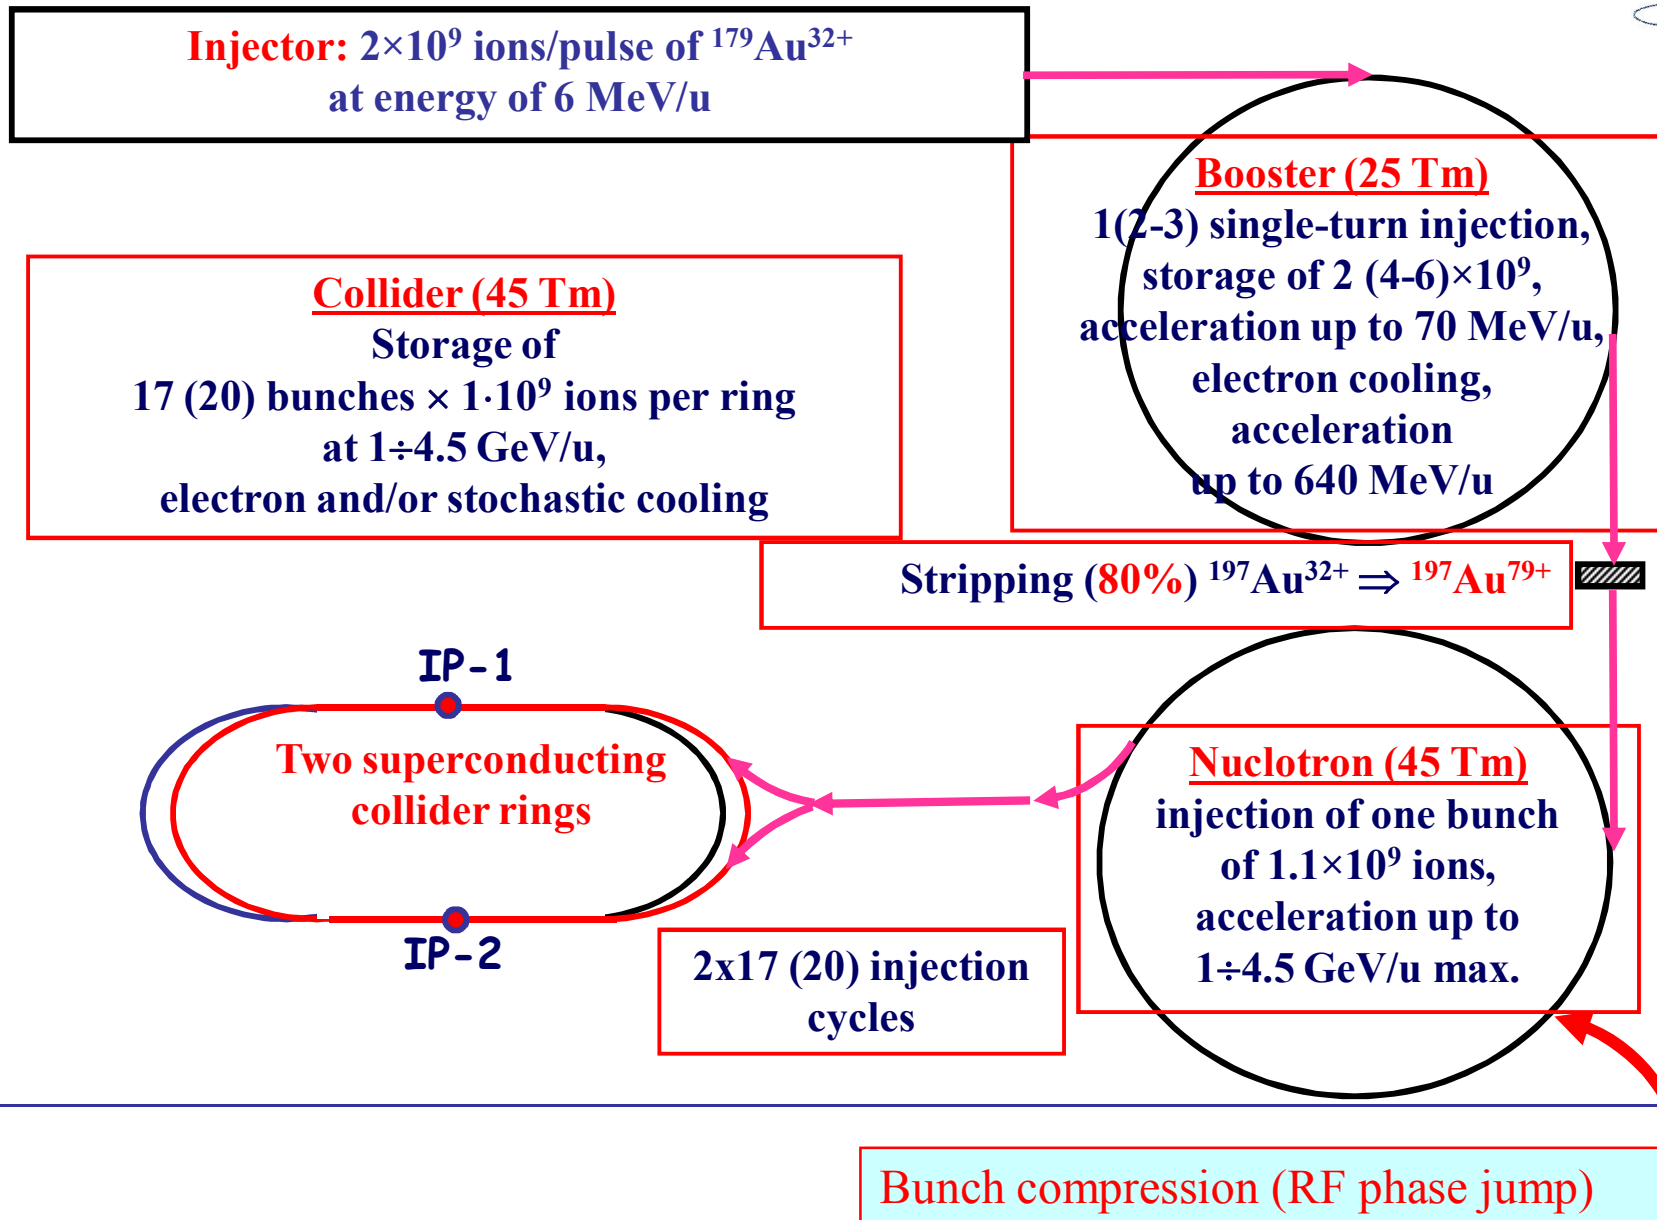 Injector: 2×10⁹ ions/pulse of ¹⁷⁹Au³²⁺
at energy of 6 MeV/u
Booster (25 Tm)
1(2-3) single-turn injection,
storage of 2 (4-6)×10⁹,
acceleration up to 70 MeV/u,
electron cooling,
acceleration
up to 640 MeV/u
Collider (45 Tm)
Storage of
17 (20) bunches × 1·10⁹ ions per ring
at 1÷4.5 GeV/u,
electron and/or stochastic cooling
Stripping (80%) ¹⁹⁷Au³²⁺ ⇒ ¹⁹⁷Au⁷⁹⁺
IP-1
Two superconducting
collider rings
IP-2
Nuclotron (45 Tm)
injection of one bunch
of 1.1×10⁹ ions,
acceleration up to
1÷4.5 GeV/u max.
2x17 (20) injection
cycles
Bunch compression (RF phase jump)